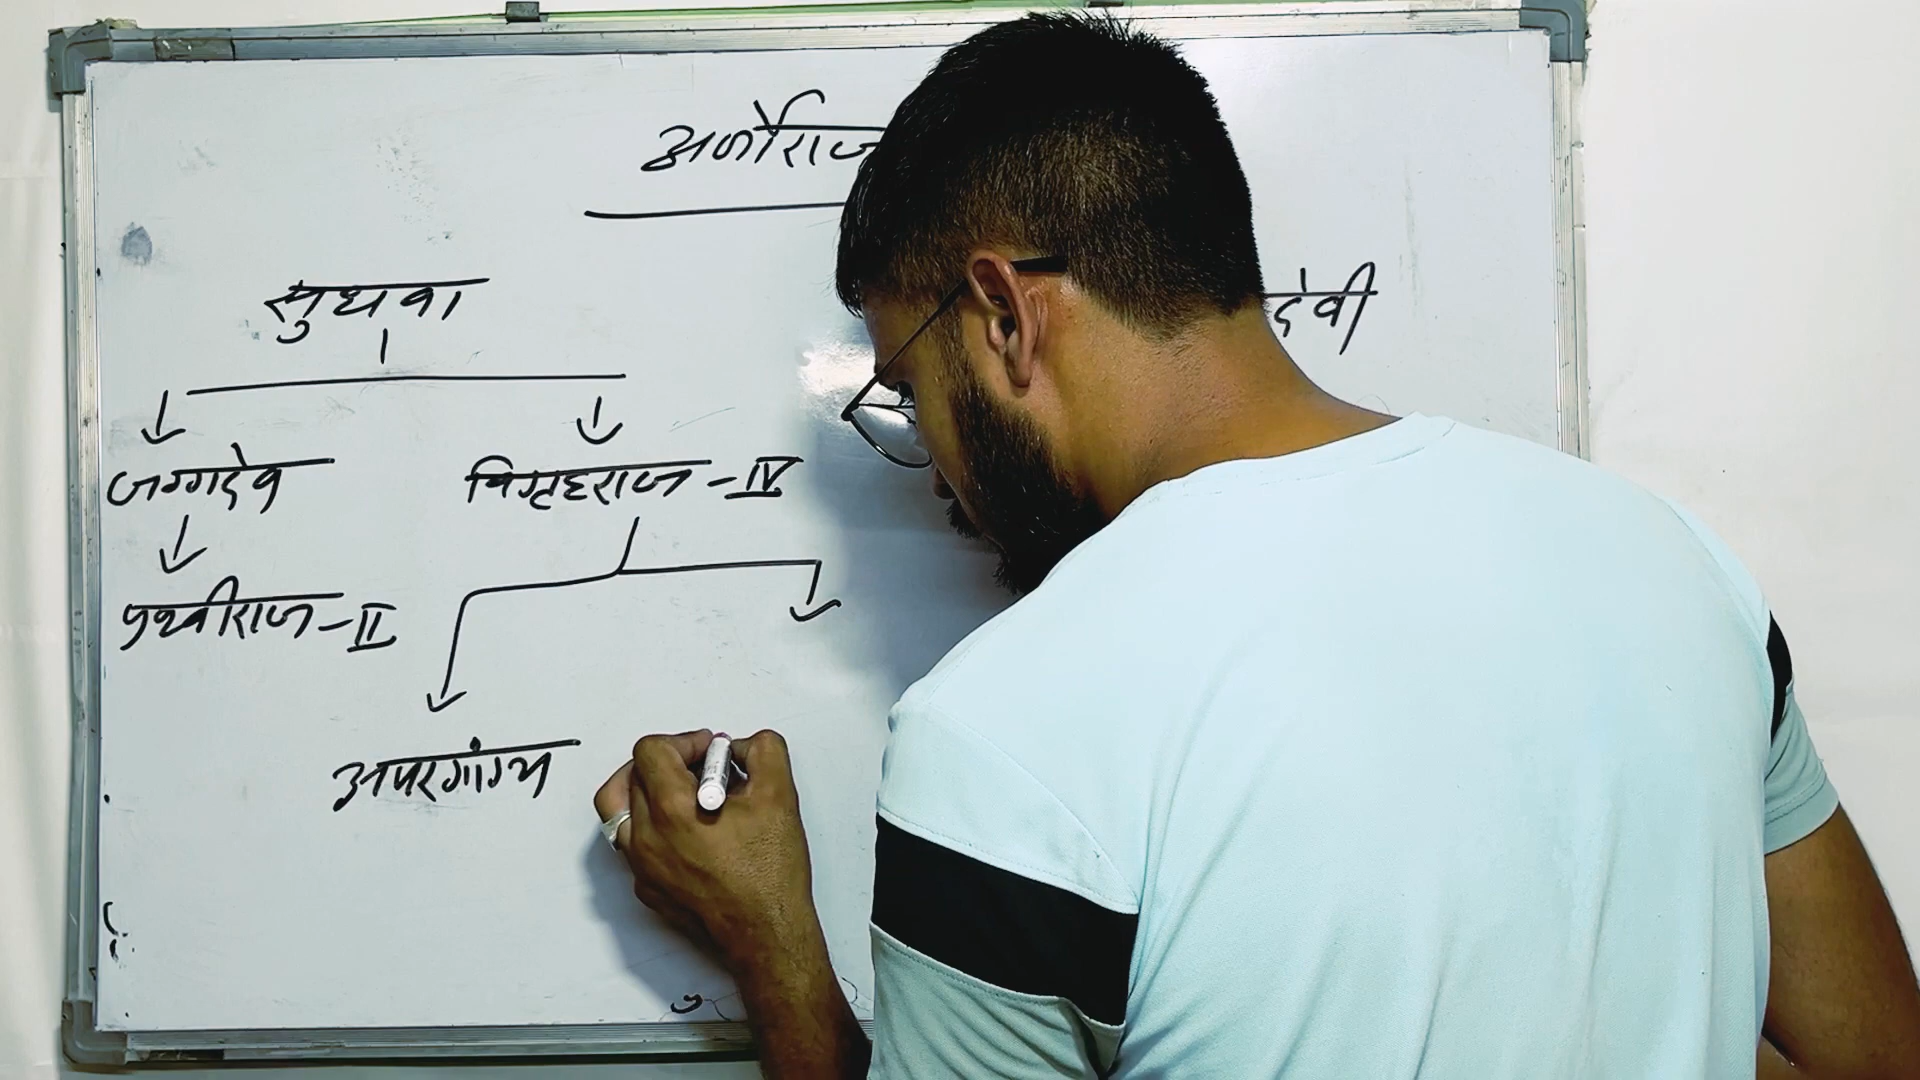 अर्णोराज
सुधवा
देवी
जग्गदेव
विग्रहराज - IV
पृथ्वीराज - II
अपरगांग्य